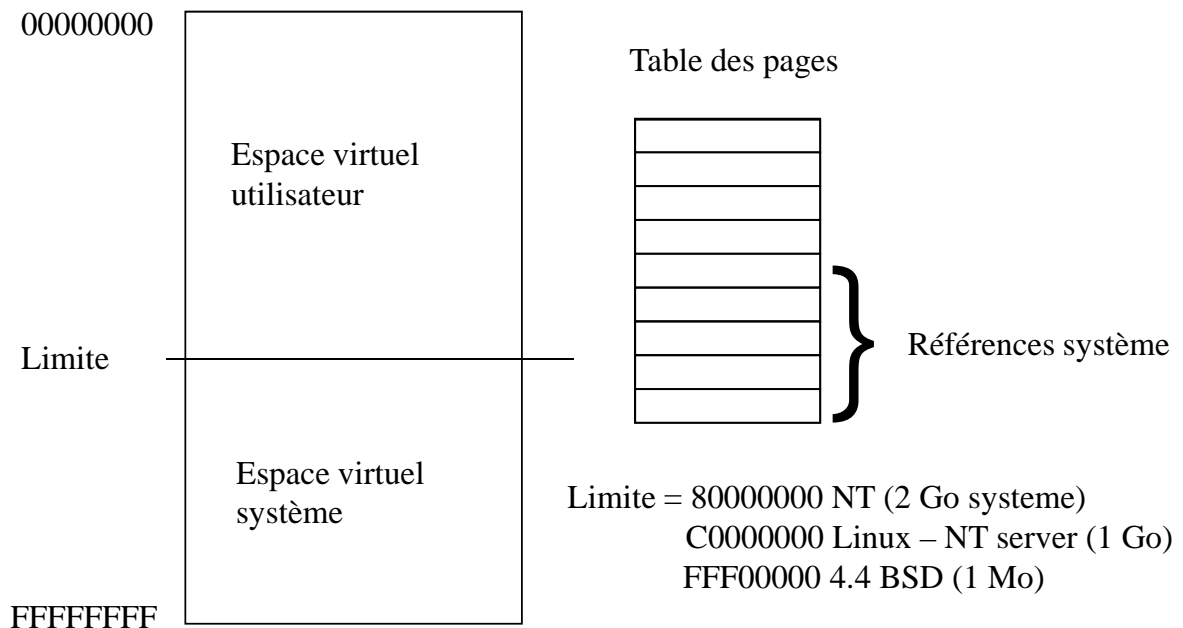 00000000
Espace virtuel
utilisateur
Limite
Espace virtuel
système
FFFFFFFF
Table des pages
}
Références système
Limite = 80000000 NT (2 Go systeme)
C0000000 Linux – NT server (1 Go)
FFF00000 4.4 BSD (1 Mo)